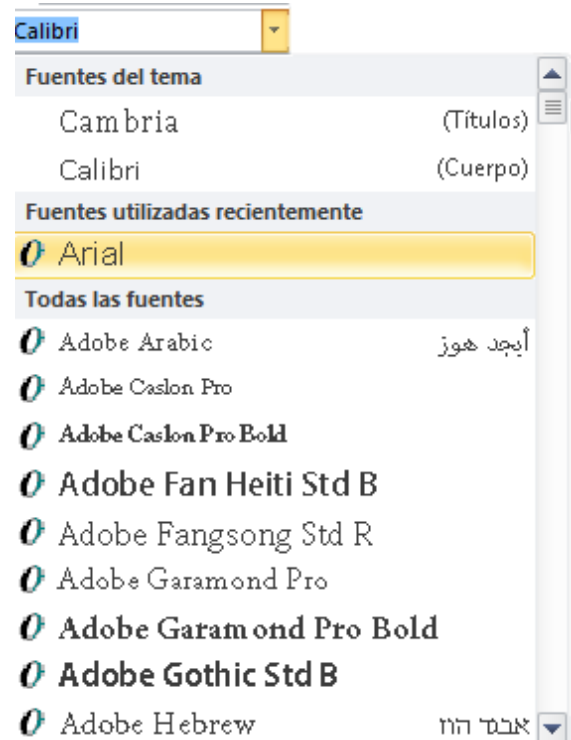 Calibri
Fuentes del tema
Cambria (Títulos)
Calibri (Cuerpo)
Fuentes utilizadas recientemente
Arial
Todas las fuentes
Adobe Arabic أيجد هوز
Adobe Caslon Pro
Adobe Caslon Pro Bold
Adobe Fan Heiti Std B
Adobe Fangsong Std R
Adobe Garamond Pro
Adobe Garamond Pro Bold
Adobe Gothic Std B
Adobe Hebrew אבגד הוז